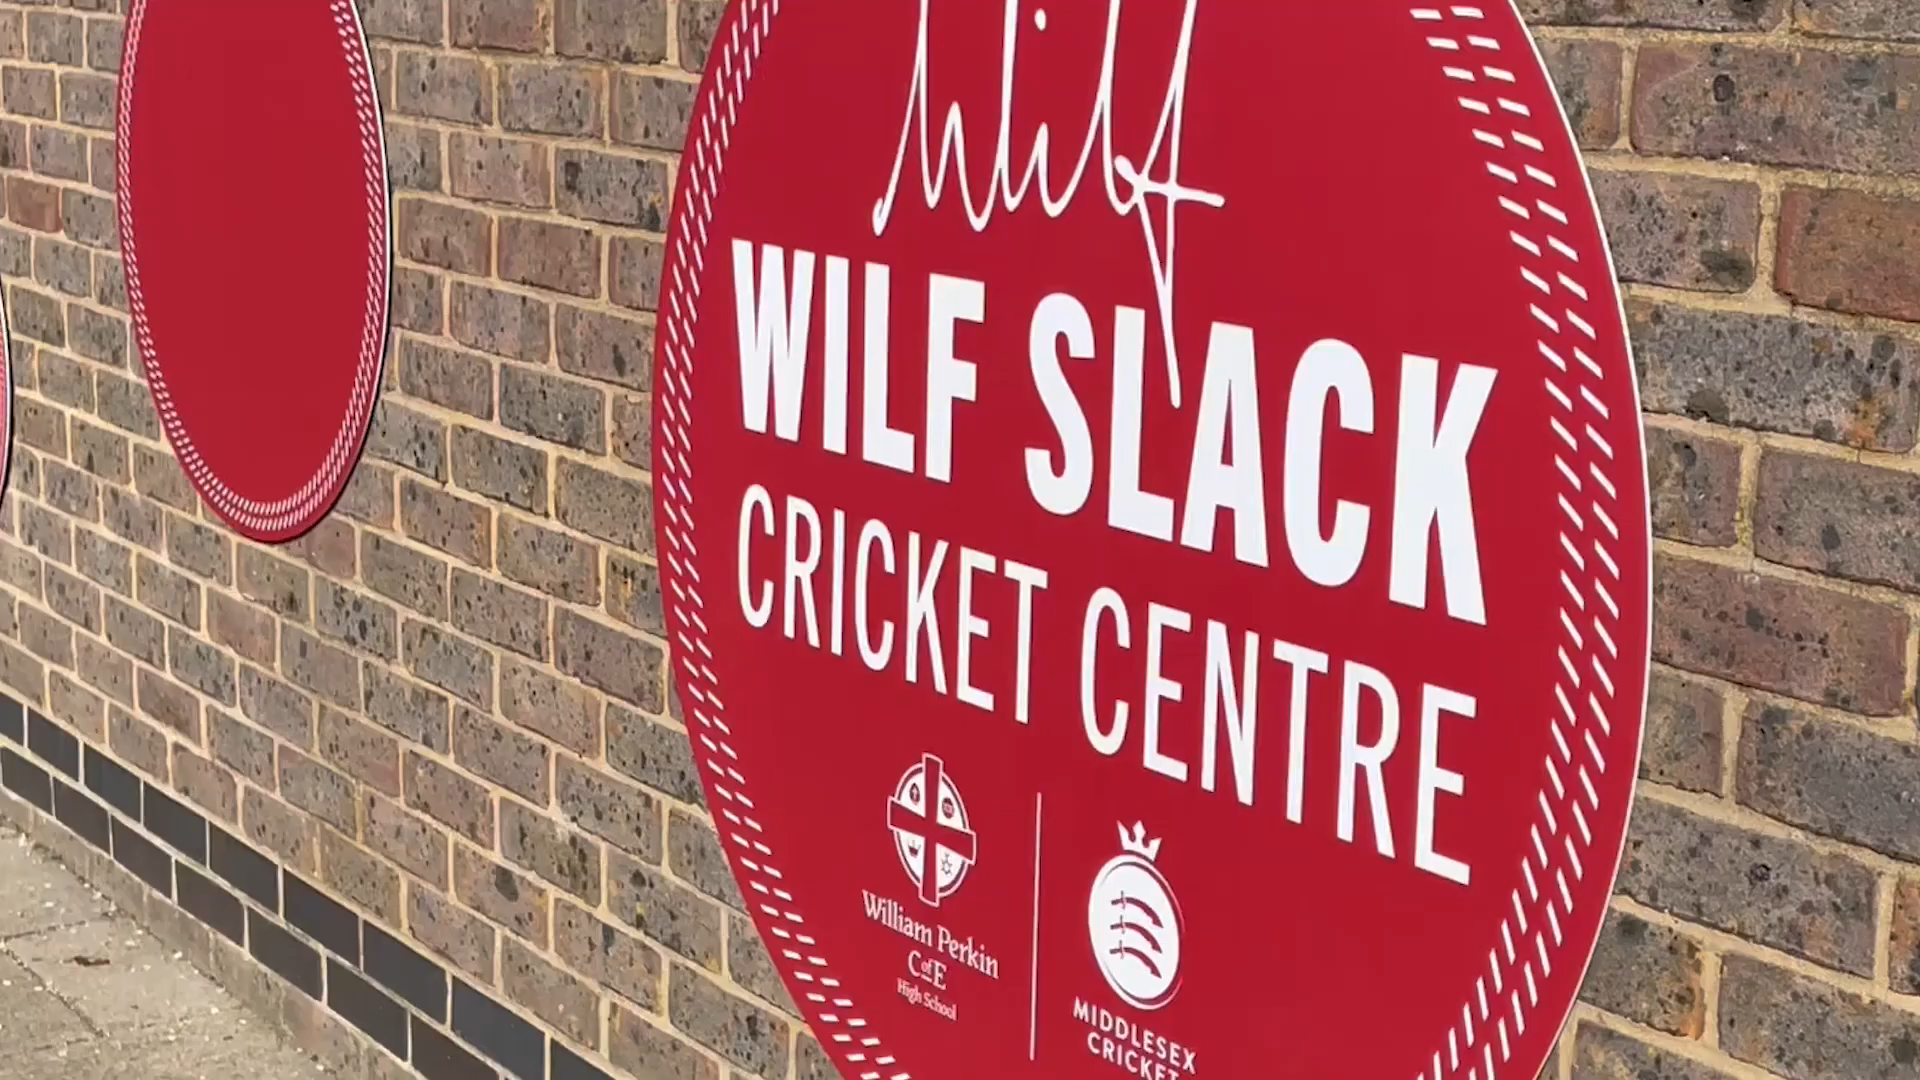 Wilf
WILF SLACK
CRICKET CENTRE
William Perkin
CofE
High School
MIDDLESEX
CRICKET